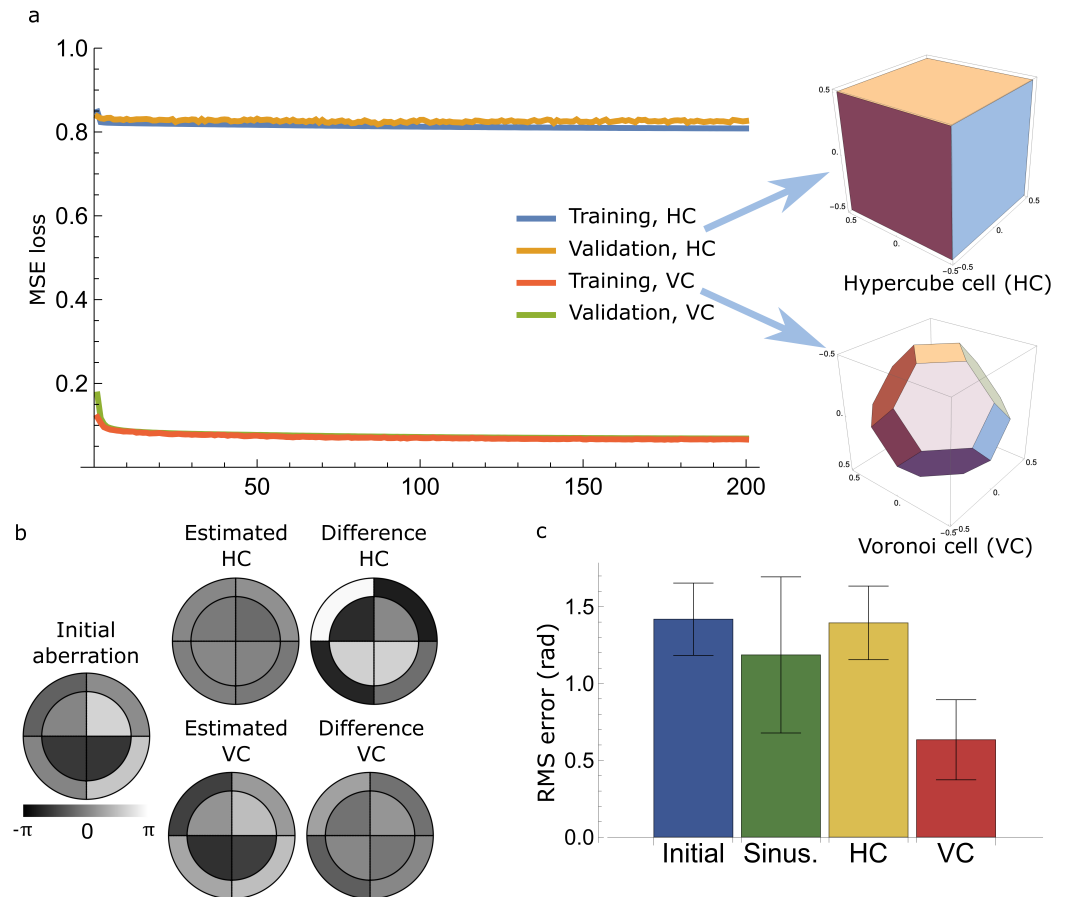 a
1.0
0.8
0.6
0.4
0.2
MSE loss
50
100
150
200
Training, HC
Validation, HC
Training, VC
Validation, VC
0.5
0.
-0.5
0.5
0.
-0.5
-0.5
0.
0.5
Hypercube cell (HC)
-0.5
0.
0.5
0.5
0.
-0.5
-0.5
0.
0.5
Voronoi cell (VC)
b
Initial
aberration
-π
0
π
Estimated
HC
Difference
HC
Estimated
VC
Difference
VC
c
RMS error (rad)
1.5
1.0
0.5
0.0
Initial
Sinus.
HC
VC